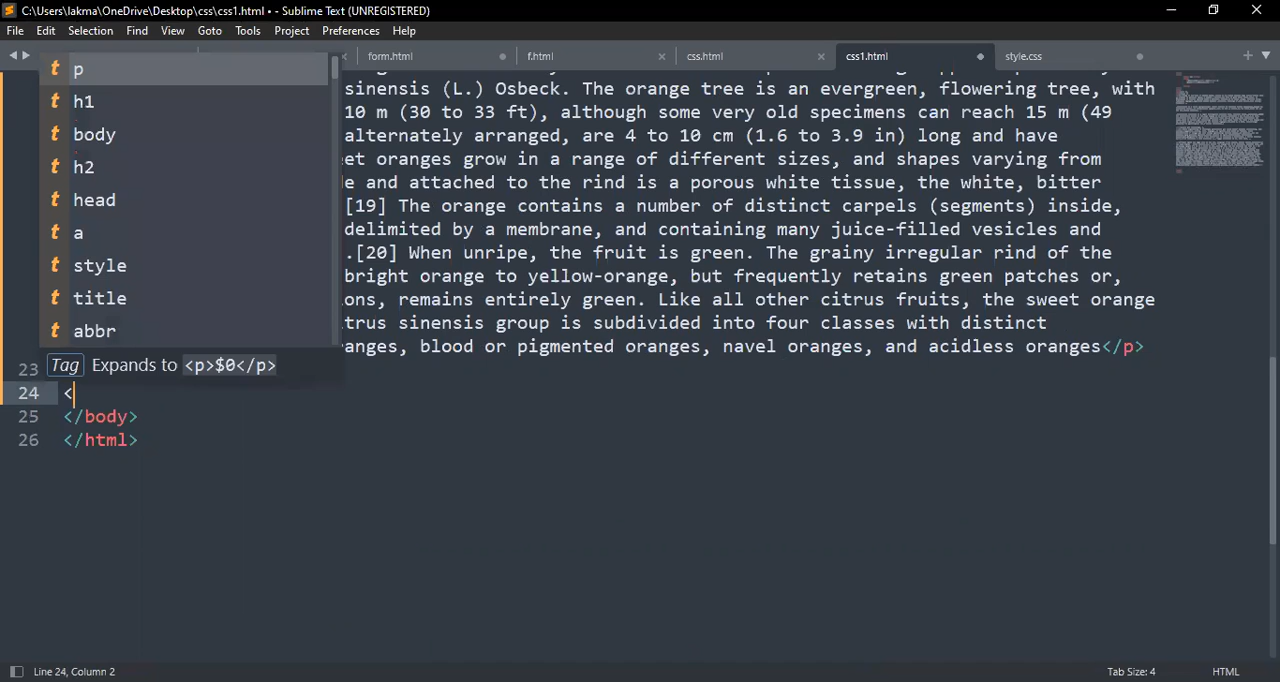 C:\Users\lakma\OneDrive\Desktop\css\css1.html • - Sublime Text (UNREGISTERED)
File Edit Selection Find View Goto Tools Project Preferences Help
form.html f.html css.html css1.html style.css
p
h1
body
h2
head
a
style
title
abbr
Tag Expands to <p>$0</p>
sinensis (L.) Osbeck. The orange tree is an evergreen, flowering tree, with
10 m (30 to 33 ft), although some very old specimens can reach 15 m (49
alternately arranged, are 4 to 10 cm (1.6 to 3.9 in) long and have
eet oranges grow in a range of different sizes, and shapes varying from
le and attached to the rind is a porous white tissue, the white, bitter
[19] The orange contains a number of distinct carpels (segments) inside,
delimited by a membrane, and containing many juice-filled vesicles and
.[20] When unripe, the fruit is green. The grainy irregular rind of the
bright orange to yellow-orange, but frequently retains green patches or,
ons, remains entirely green. Like all other citrus fruits, the sweet orange
trus sinensis group is subdivided into four classes with distinct
anges, blood or pigmented oranges, navel oranges, and acidless oranges</p>
23
24 <
25 </body>
26 </html>
Line 24, Column 2 Tab Size: 4 HTML